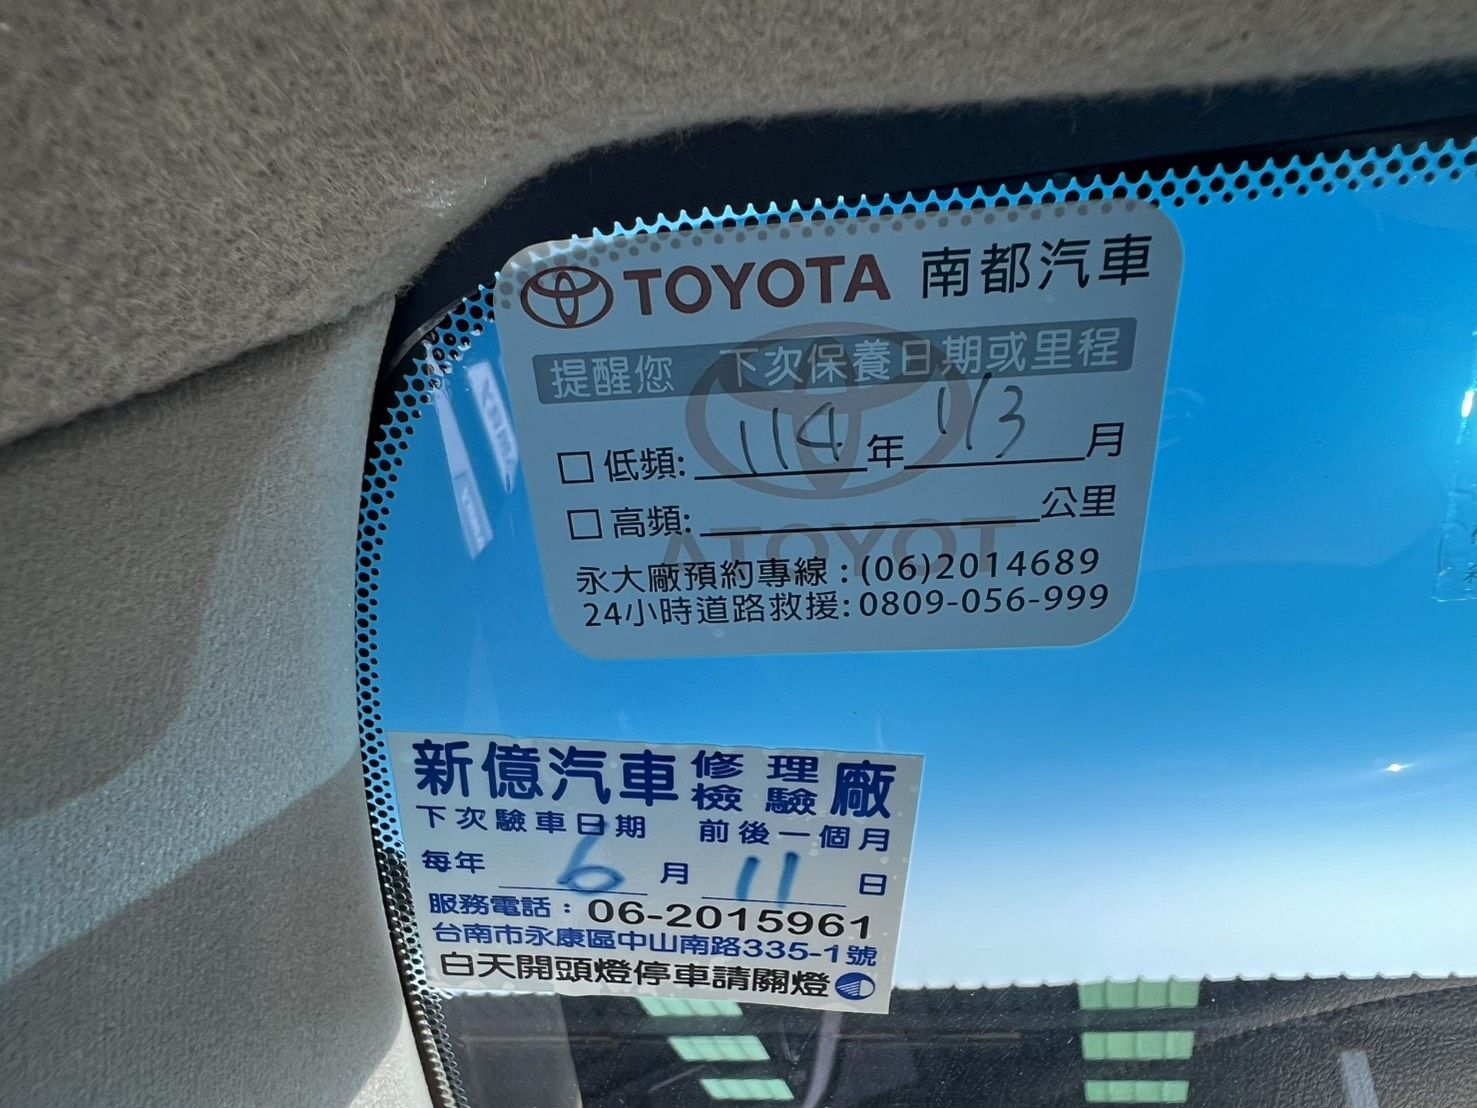 TOYOTA 南都汽車
提醒您 下次保養日期或里程
□ 低頻: 114 年 1/3 月
□ 高頻: 公里
永大廠預約專線:(06)2014689
24小時道路救援:0809-056-999
新億汽車修理檢驗廠
下次驗車日期 前後一個月
每年 6 月 11 日
服務電話:06-2015961
台南市永康區中山南路335-1號
白天開頭燈停車請關燈